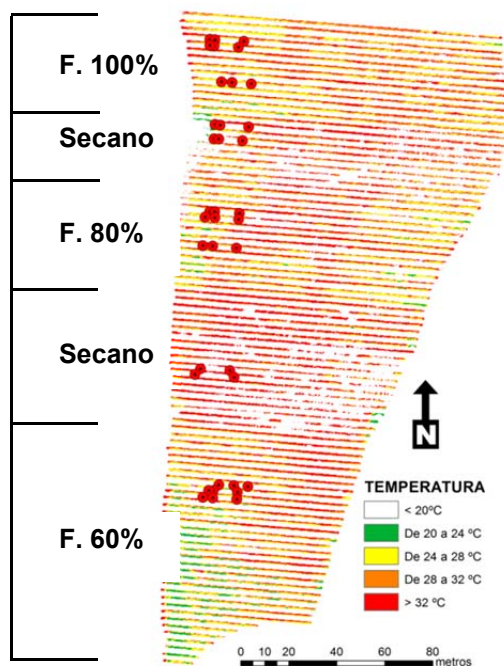 F. 100%
Secano
F. 80%
Secano
F. 60%
N
TEMPERATURA
< 20ºC
De 20 a 24 ºC
De 24 a 28 ºC
De 28 a 32 ºC
> 32 ºC
0 10 20 40 60 80
metros